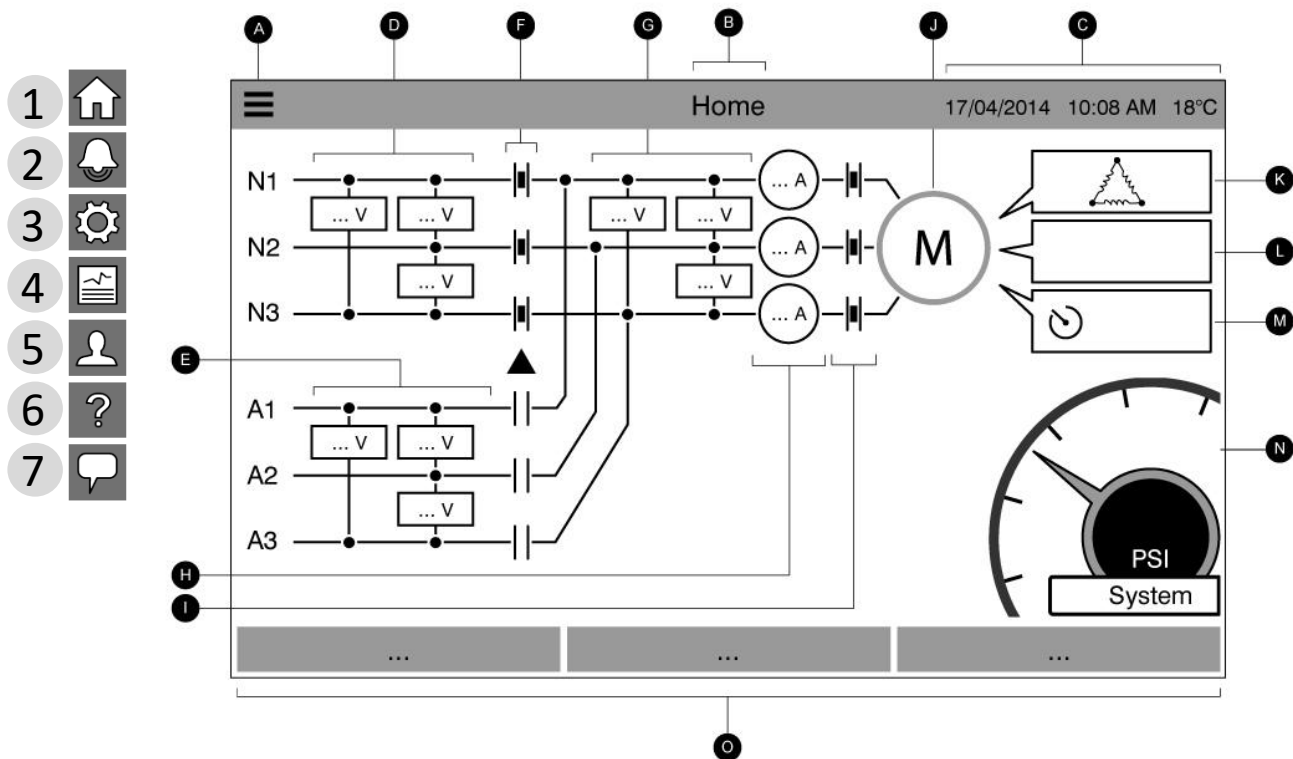 A D F G B J C
1
2
3
4
5
6 ?
7
Home 17/04/2014 10:08 AM 18°C
N1 ... A
... V ... V ... V ... V
N2 ... A M
... V ... V
N3 ... A
K
L
M
E
A1
... V ... V
A2
... V
A3
N
PSI
System
H
I
... ... ...
O